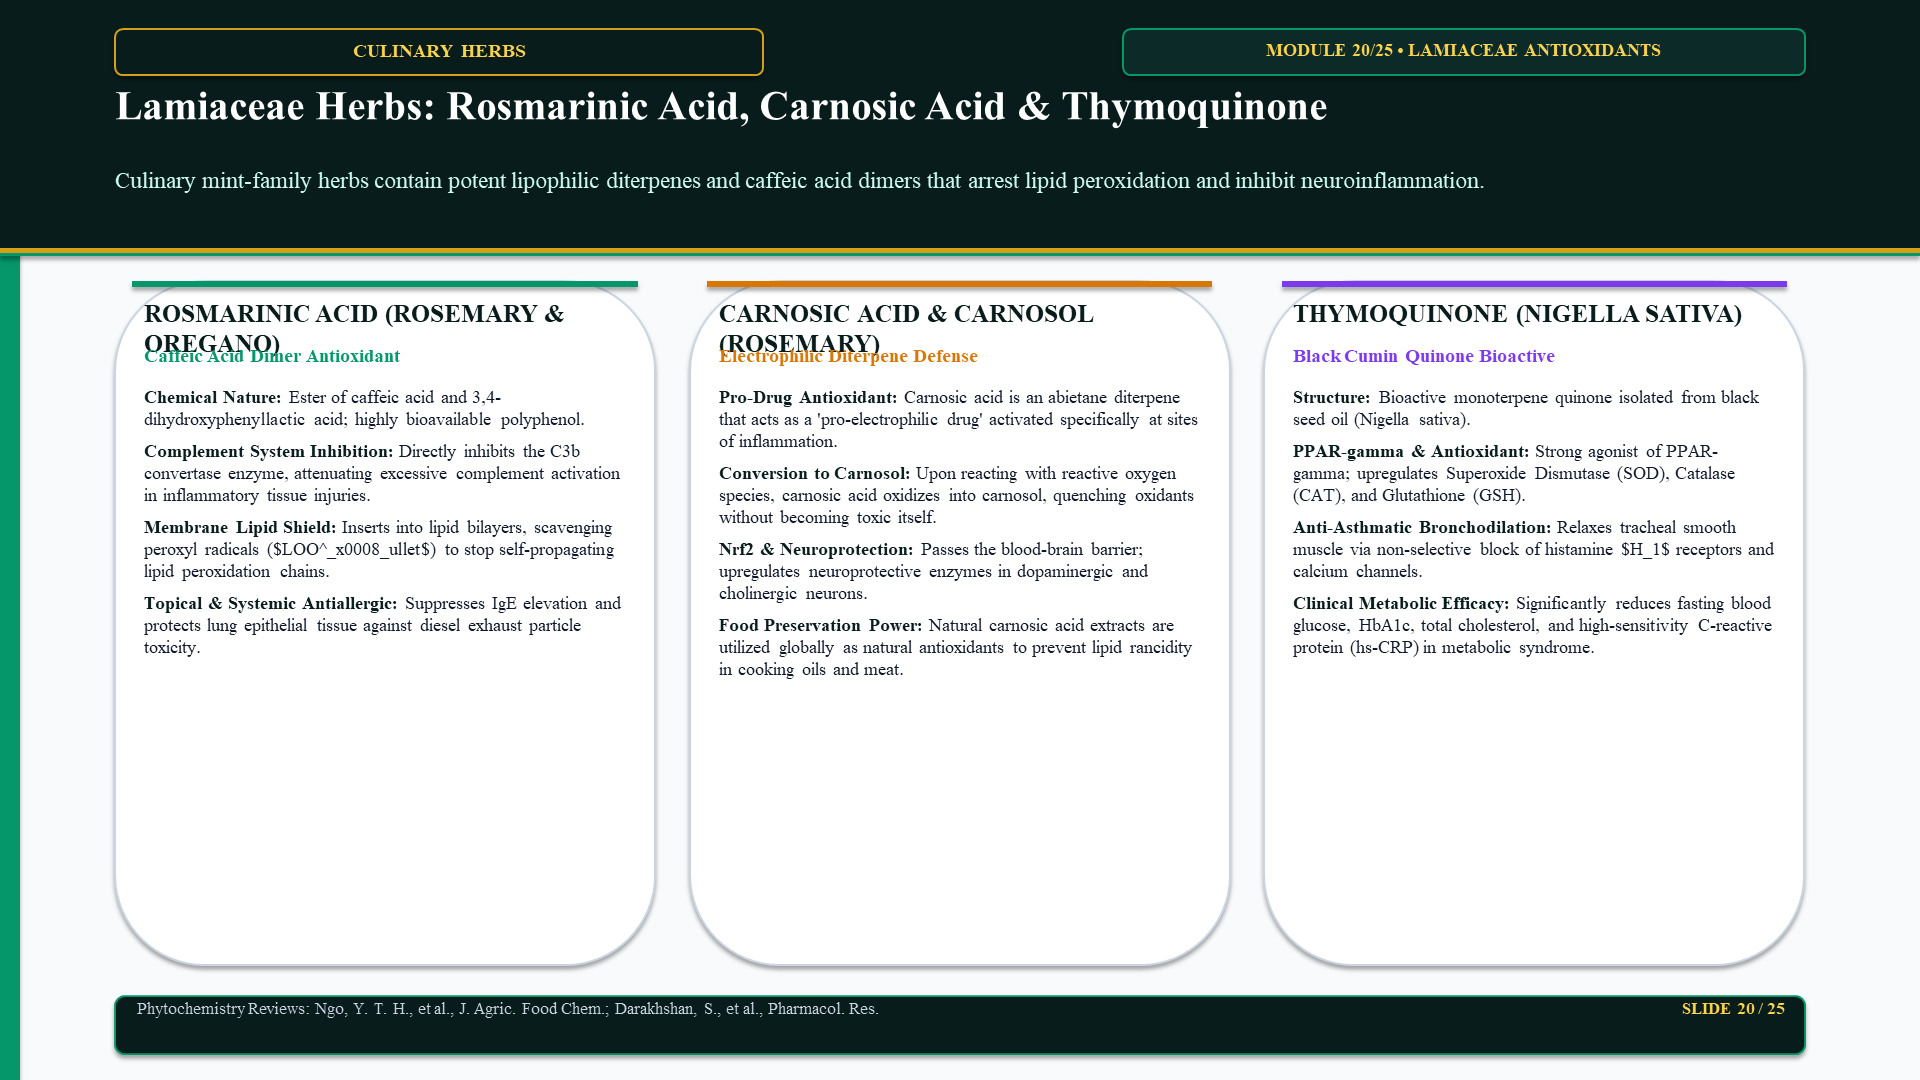 CULINARY HERBS
MODULE 20/25 • LAMIACEAE ANTIOXIDANTS
Lamiaceae Herbs: Rosmarinic Acid, Carnosic Acid & Thymoquinone
Culinary mint-family herbs contain potent lipophilic diterpenes and caffeic acid dimers that arrest lipid peroxidation and inhibit neuroinflammation.
ROSMARINIC ACID (ROSEMARY &
OREGANO)
Caffeic Acid Dimer Antioxidant
Chemical Nature: Ester of caffeic acid and 3,4-
dihydroxyphenyllactic acid; highly bioavailable polyphenol.
Complement System Inhibition: Directly inhibits the C3b
convertase enzyme, attenuating excessive complement activation
in inflammatory tissue injuries.
Membrane Lipid Shield: Inserts into lipid bilayers, scavenging
peroxyl radicals ($LOO^_x0008_ullet$) to stop self-propagating
lipid peroxidation chains.
Topical & Systemic Antiallergic: Suppresses IgE elevation and
protects lung epithelial tissue against diesel exhaust particle
toxicity.
CARNOSIC ACID & CARNOSOL
(ROSEMARY)
Electrophilic Diterpene Defense
Pro-Drug Antioxidant: Carnosic acid is an abietane diterpene
that acts as a 'pro-electrophilic drug' activated specifically at sites
of inflammation.
Conversion to Carnosol: Upon reacting with reactive oxygen
species, carnosic acid oxidizes into carnosol, quenching oxidants
without becoming toxic itself.
Nrf2 & Neuroprotection: Passes the blood-brain barrier;
upregulates neuroprotective enzymes in dopaminergic and
cholinergic neurons.
Food Preservation Power: Natural carnosic acid extracts are
utilized globally as natural antioxidants to prevent lipid rancidity
in cooking oils and meat.
THYMOQUINONE (NIGELLA SATIVA)
Black Cumin Quinone Bioactive
Structure: Bioactive monoterpene quinone isolated from black
seed oil (Nigella sativa).
PPAR-gamma & Antioxidant: Strong agonist of PPAR-
gamma; upregulates Superoxide Dismutase (SOD), Catalase
(CAT), and Glutathione (GSH).
Anti-Asthmatic Bronchodilation: Relaxes tracheal smooth
muscle via non-selective block of histamine $H_1$ receptors and
calcium channels.
Clinical Metabolic Efficacy: Significantly reduces fasting blood
glucose, HbA1c, total cholesterol, and high-sensitivity C-reactive
protein (hs-CRP) in metabolic syndrome.
Phytochemistry Reviews: Ngo, Y. T. H., et al., J. Agric. Food Chem.; Darakhshan, S., et al., Pharmacol. Res.
SLIDE 20 / 25